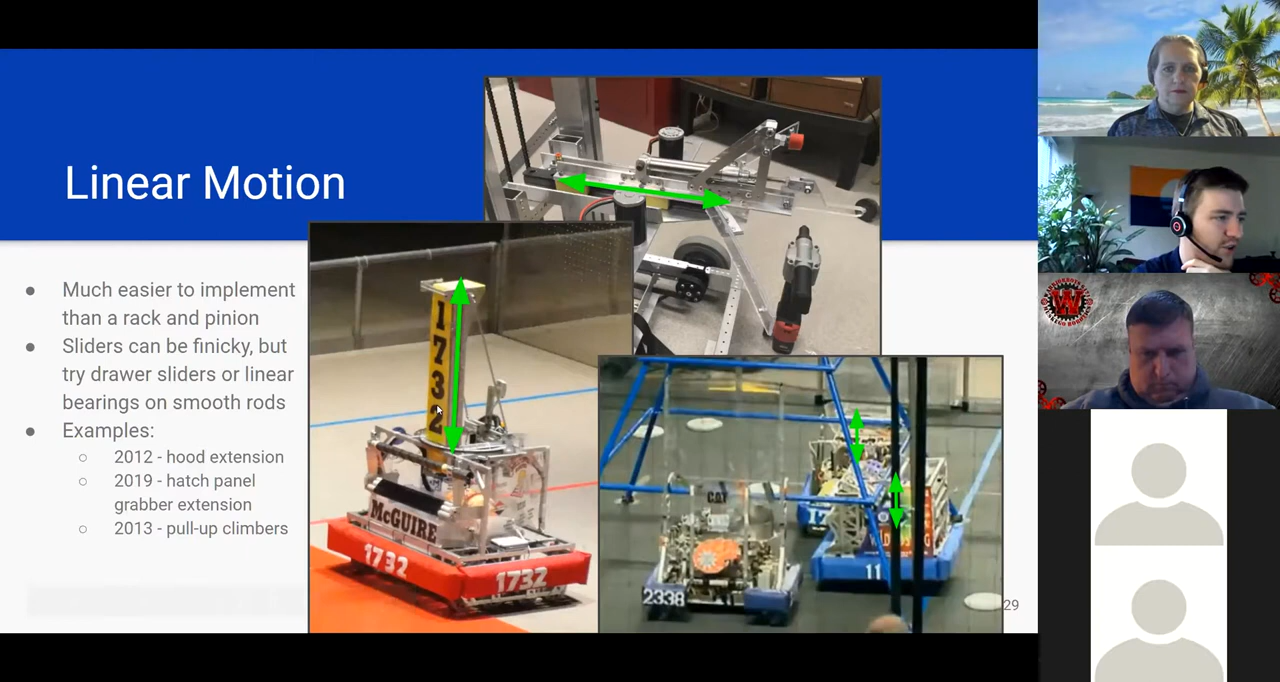 Linear Motion
Much easier to implement
than a rack and pinion
Sliders can be finicky, but
try drawer sliders or linear
bearings on smooth rods
Examples:
2012 - hood extension
2019 - hatch panel
grabber extension
2013 - pull-up climbers
1732
McGUIRE
1732
1732
2338
11
29
W